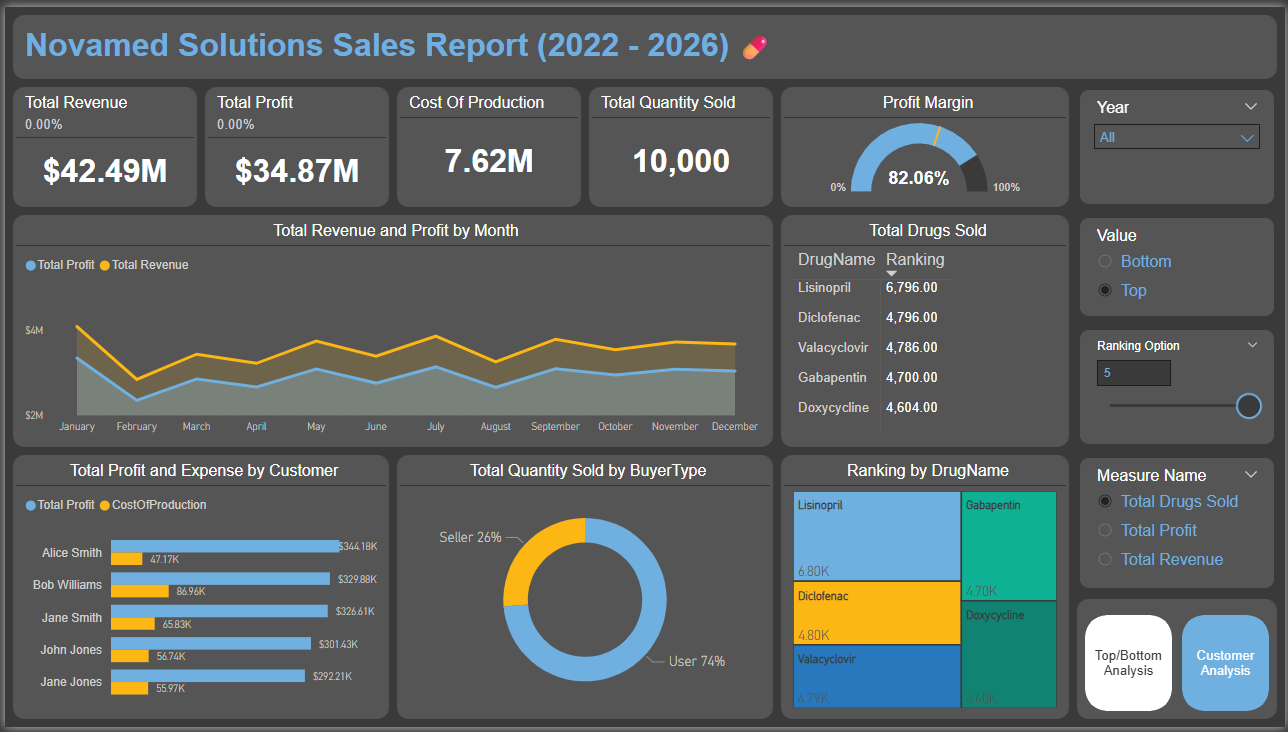 Novamed Solutions Sales Report (2022 - 2026)
Total Revenue
0.00%
$42.49M
Total Profit
0.00%
$34.87M
Cost Of Production
7.62M
Total Quantity Sold
10,000
Profit Margin
0%
82.06%
100%
Year
All
Total Revenue and Profit by Month
Total Profit Total Revenue
$4M
$2M
January February March April May June July August September October November December
Total Drugs Sold
DrugName Ranking
Lisinopril 6,796.00
Diclofenac 4,796.00
Valacyclovir 4,786.00
Gabapentin 4,700.00
Doxycycline 4,604.00
Value
Bottom
Top
Ranking Option
5
Total Profit and Expense by Customer
Total Profit CostOfProduction
Alice Smith $344.18K
47.17K
Bob Williams $329.88K
86.96K
Jane Smith $326.61K
65.83K
John Jones $301.43K
56.74K
Jane Jones $292.21K
55.97K
Total Quantity Sold by BuyerType
Seller 26%
User 74%
Ranking by DrugName
Lisinopril
6.80K
Diclofenac
4.80K
Valacyclovir
4.79K
Gabapentin
4.70K
Doxycycline
4.60K
Measure Name
Total Drugs Sold
Total Profit
Total Revenue
Top/Bottom
Analysis
Customer
Analysis